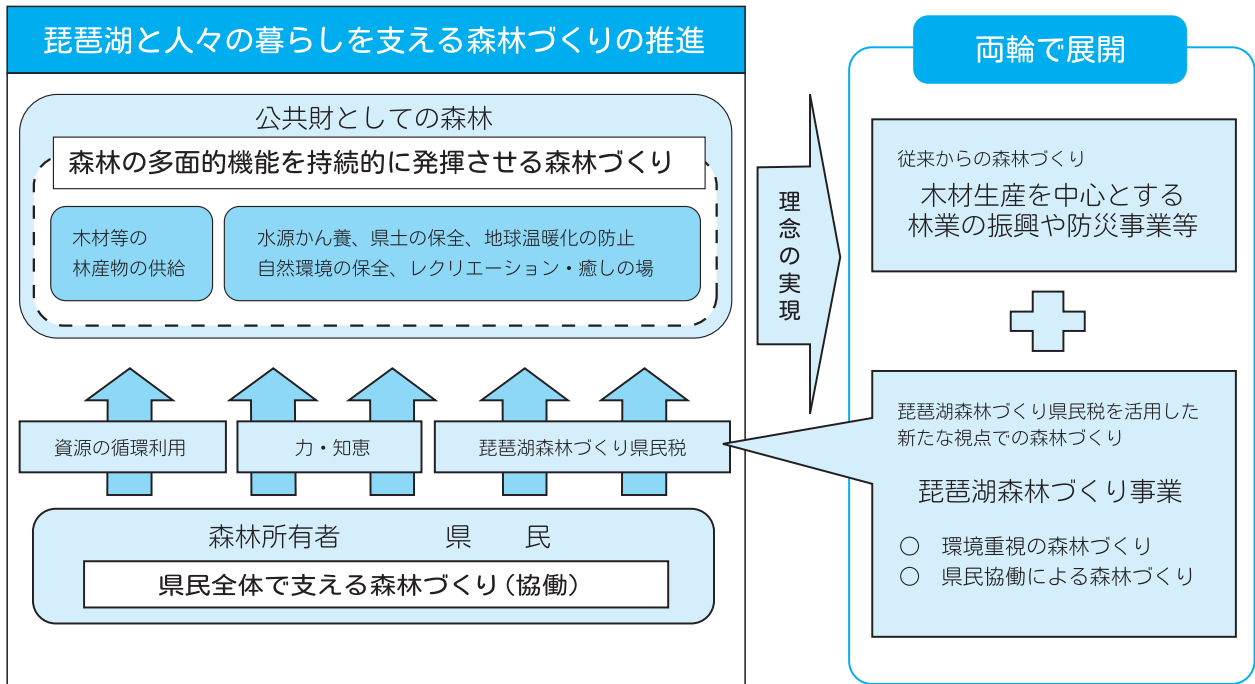 琵琶湖と人々の暮らしを支える森林づくりの推進
公共財としての森林
森林の多面的機能を持続的に発揮させる森林づくり
木材等の
林産物の供給
水源かん養、県土の保全、地球温暖化の防止
自然環境の保全、レクリエーション・癒しの場
資源の循環利用
力・知恵
琵琶湖森林づくり県民税
森林所有者
県　民
県民全体で支える森林づくり（協働）
理念の実現
両輪で展開
従来からの森林づくり
木材生産を中心とする
林業の振興や防災事業等
琵琶湖森林づくり県民税を活用した
新たな視点での森林づくり
琵琶湖森林づくり事業
○　環境重視の森林づくり
○　県民協働による森林づくり